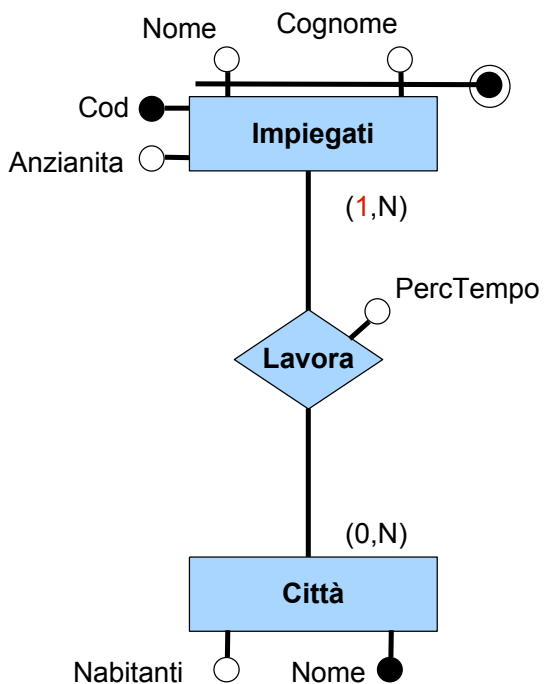 Nome Cognome
Cod
Impiegati
Anzianita
(1,N)
PercTempo
Lavora
(0,N)
Città
Nabitanti Nome